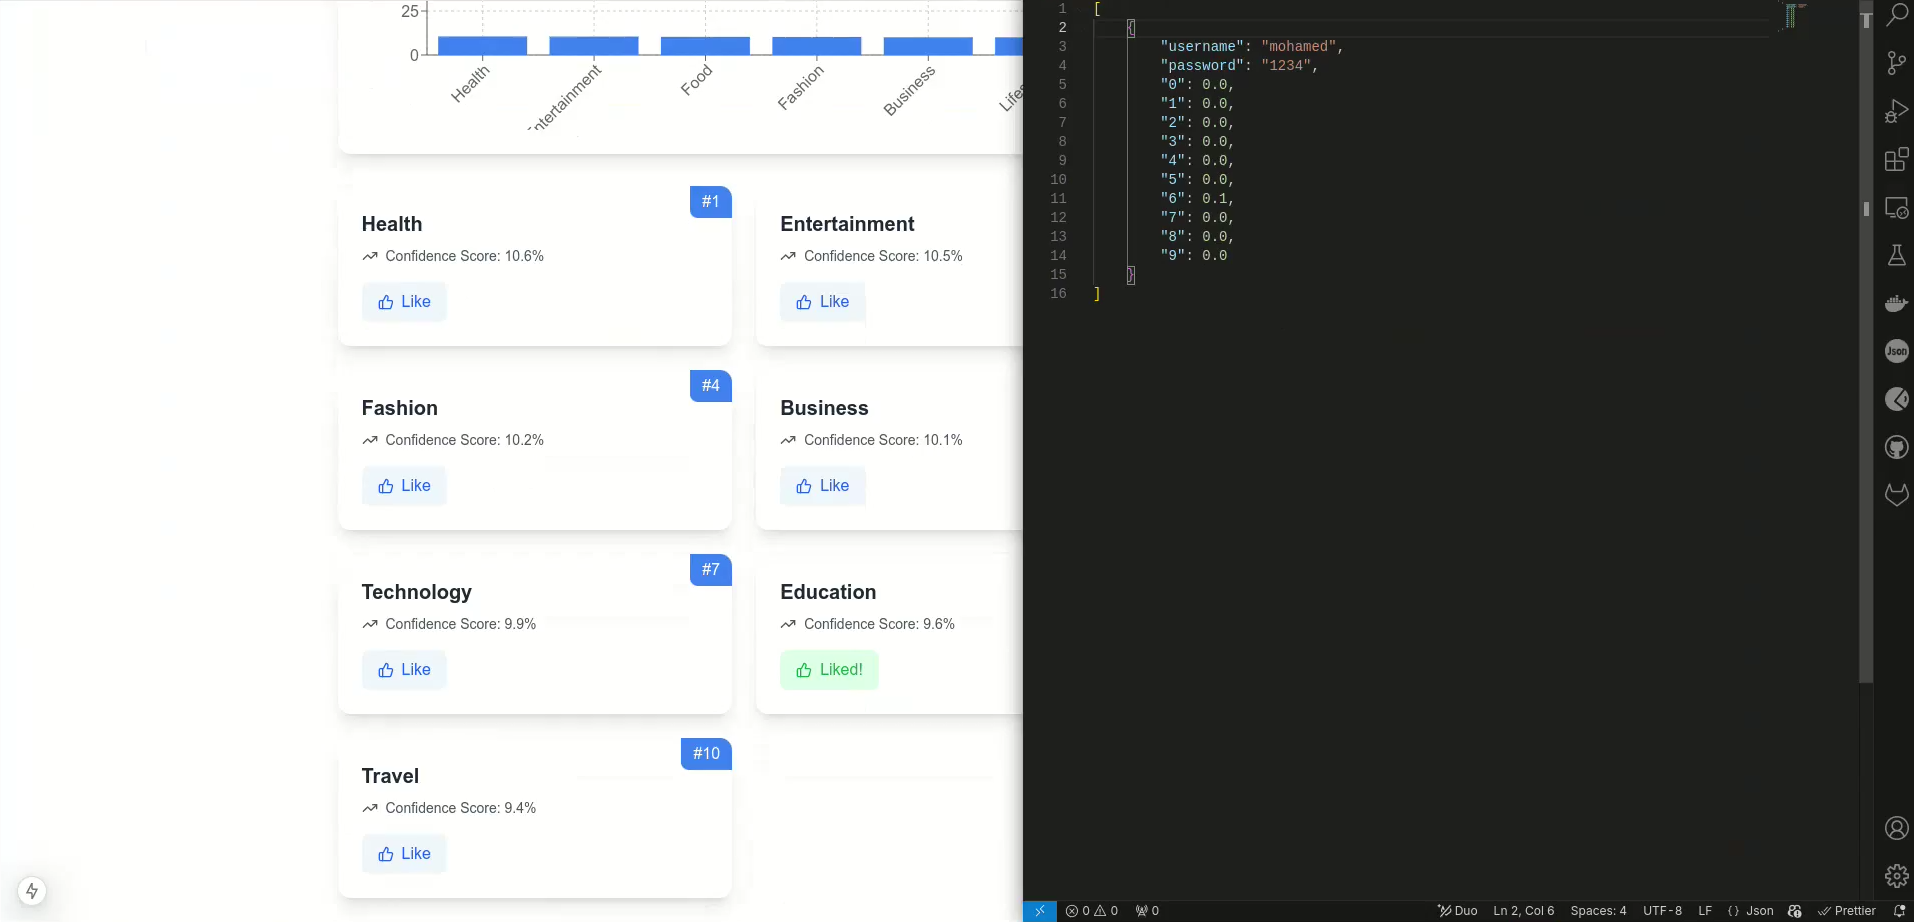 25
0
Health
Entertainment
Food
Fashion
Business
Lifes
#1
Health
Confidence Score: 10.6%
Like
Entertainment
Confidence Score: 10.5%
Like
#4
Fashion
Confidence Score: 10.2%
Like
Business
Confidence Score: 10.1%
Like
#7
Technology
Confidence Score: 9.9%
Like
Education
Confidence Score: 9.6%
Liked!
#10
Travel
Confidence Score: 9.4%
Like
1 [
2 {
3 "username": "mohamed",
4 "password": "1234",
5 "0": 0.0,
6 "1": 0.0,
7 "2": 0.0,
8 "3": 0.0,
9 "4": 0.0,
10 "5": 0.0,
11 "6": 0.1,
12 "7": 0.0,
13 "8": 0.0,
14 "9": 0.0
15 }
16 ]
Json
0 0 0 Duo Ln 2, Col 6 Spaces: 4 UTF-8 LF {} Json Prettier